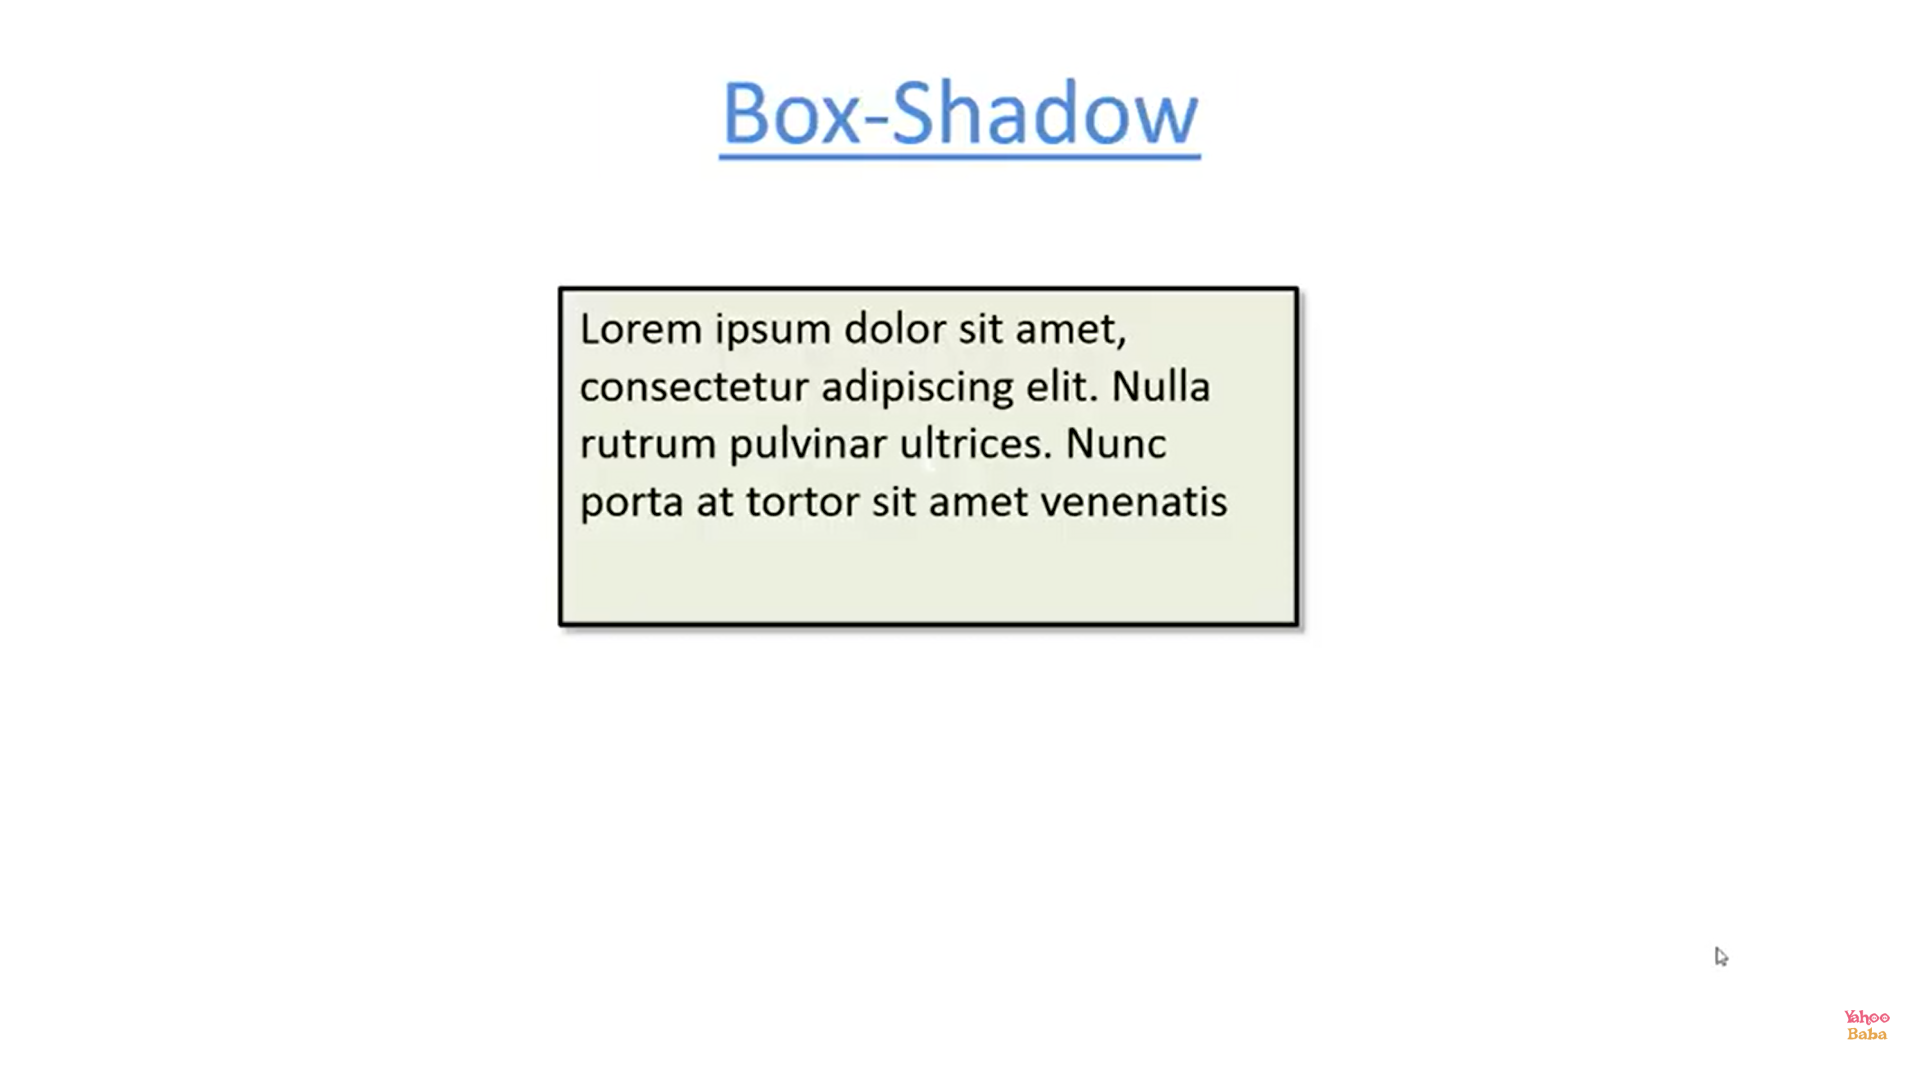 Box-Shadow
Lorem ipsum dolor sit amet,
consectetur adipiscing elit. Nulla
rutrum pulvinar ultrices. Nunc
porta at tortor sit amet venenatis
Yahoo
Baba